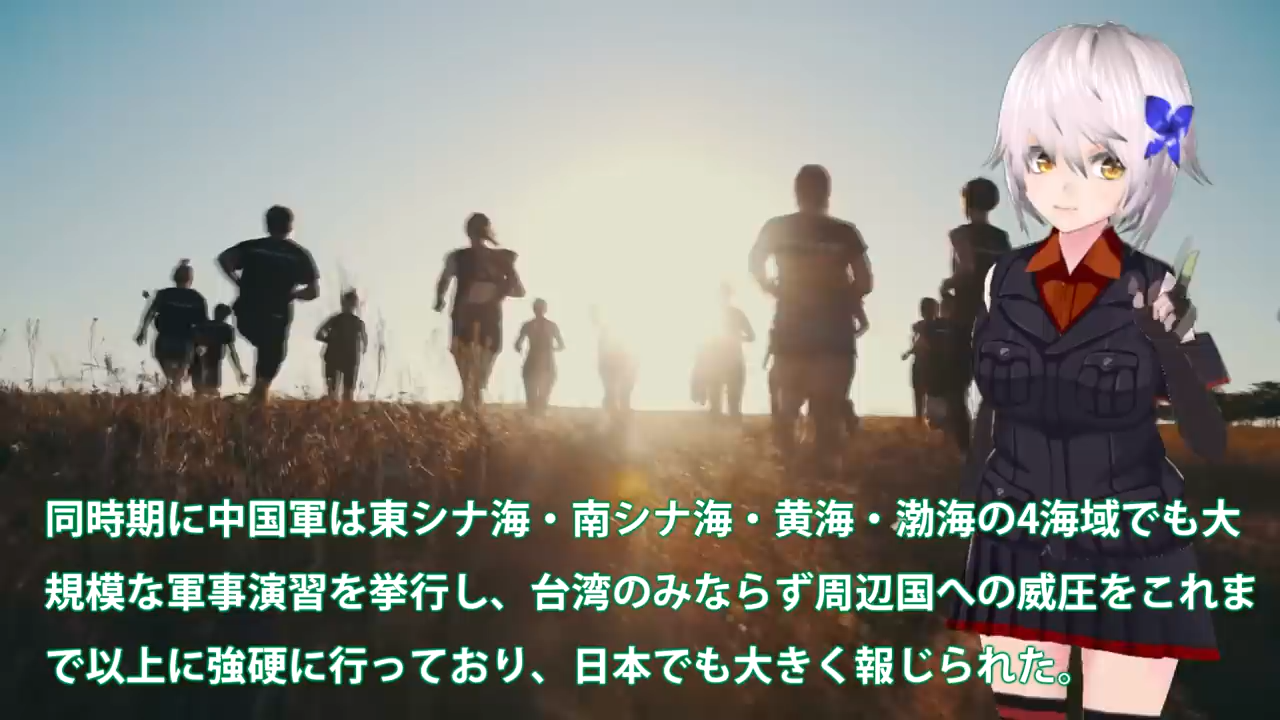 同時期に中国軍は東シナ海・南シナ海・黄海・渤海の4海域でも大
規模な軍事演習を挙行し、台湾のみならず周辺国への威圧をこれま
で以上に強硬に行っており、日本でも大きく報じられた。